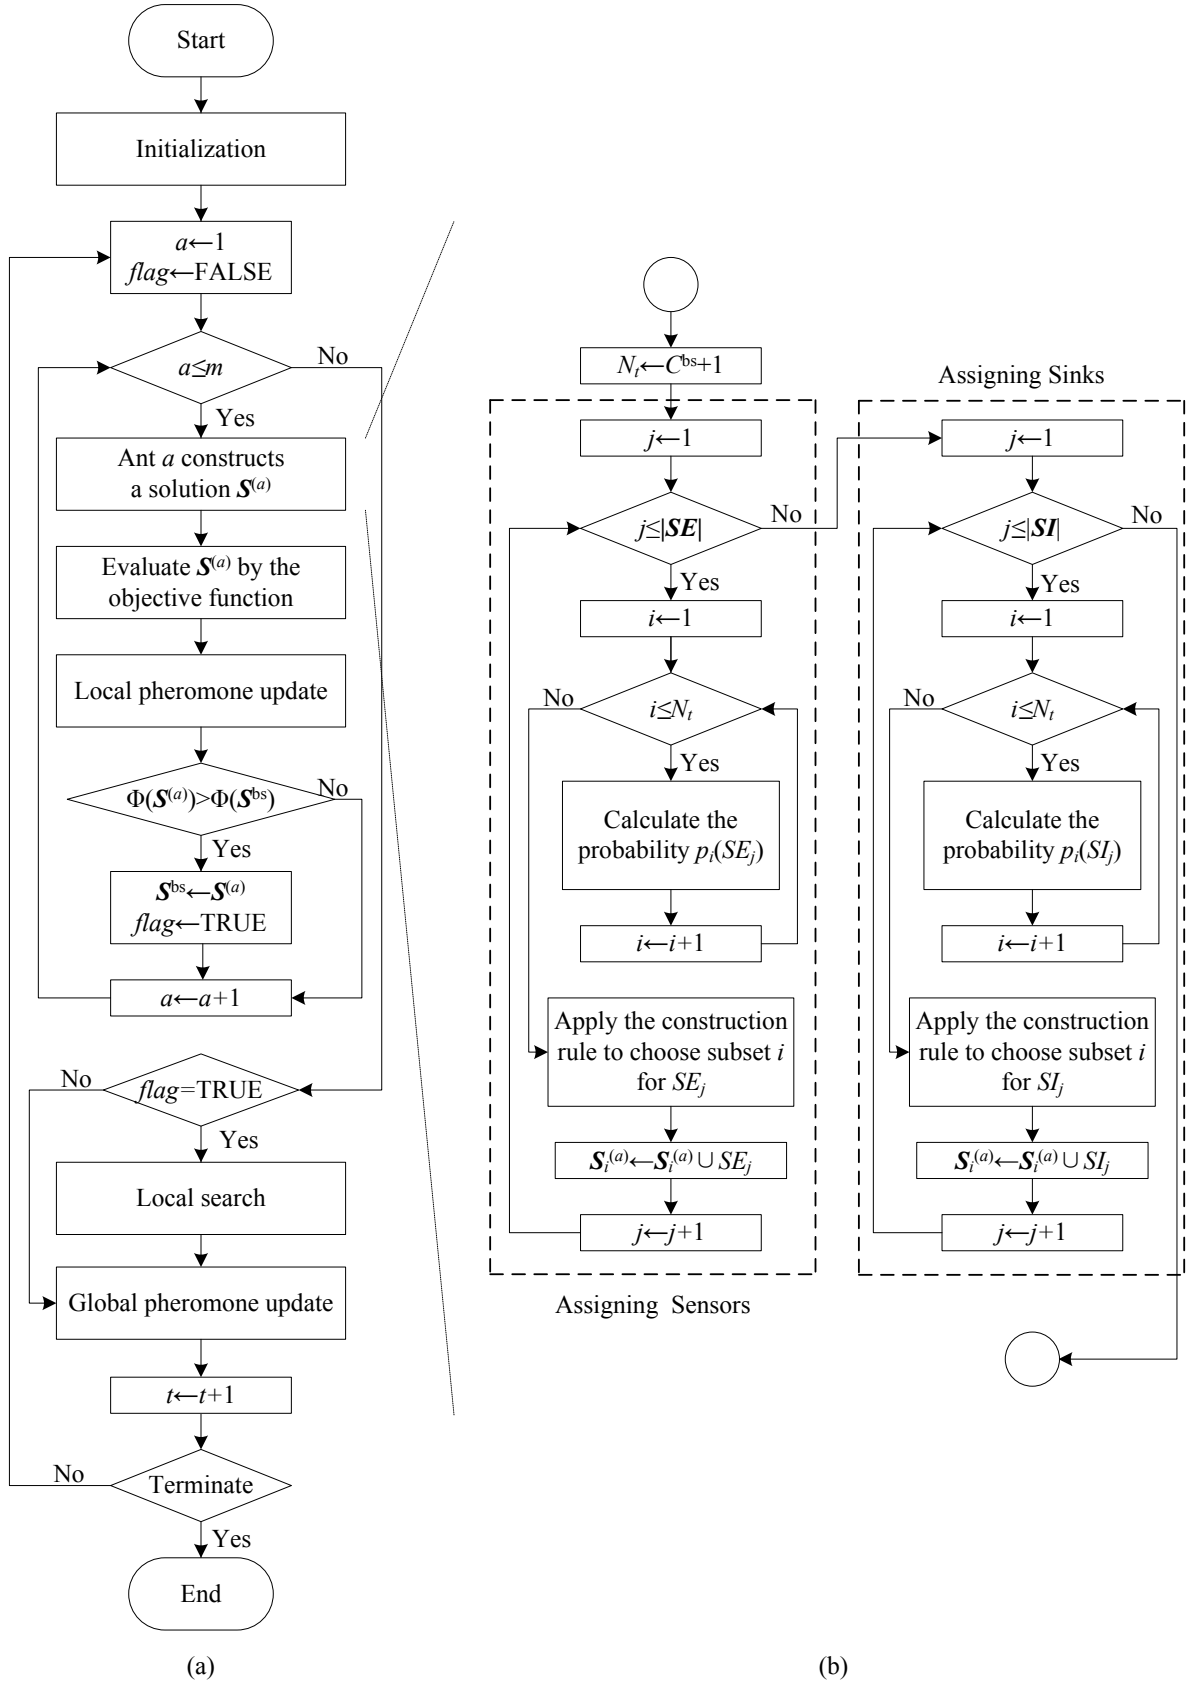 Start
Initialization
a←1
flag←FALSE
a≤m
No
Yes
Ant a constructs
a solution S⁽ᵃ⁾
Evaluate S⁽ᵃ⁾ by the
objective function
Local pheromone update
Φ(S⁽ᵃ⁾)>Φ(Sᵇˢ)
No
Yes
Sᵇˢ←S⁽ᵃ⁾
flag←TRUE
a←a+1
No
flag=TRUE
Yes
Local search
Global pheromone update
t←t+1
No
Terminate
Yes
End
(a)
Nₜ←Cᵇˢ+1
j←1
j≤|SE|
No
Yes
i←1
No
i≤Nₜ
Yes
Calculate the
probability pᵢ(SEⱼ)
i←i+1
Apply the construction
rule to choose subset i
for SEⱼ
Sᵢ⁽ᵃ⁾←Sᵢ⁽ᵃ⁾ ∪ SEⱼ
j←j+1
Assigning Sensors
Assigning Sinks
j←1
j≤|SI|
No
Yes
i←1
No
i≤Nₜ
Yes
Calculate the
probability pᵢ(SIⱼ)
i←i+1
Apply the construction
rule to choose subset i
for SIⱼ
Sᵢ⁽ᵃ⁾←Sᵢ⁽ᵃ⁾ ∪ SIⱼ
j←j+1
(b)